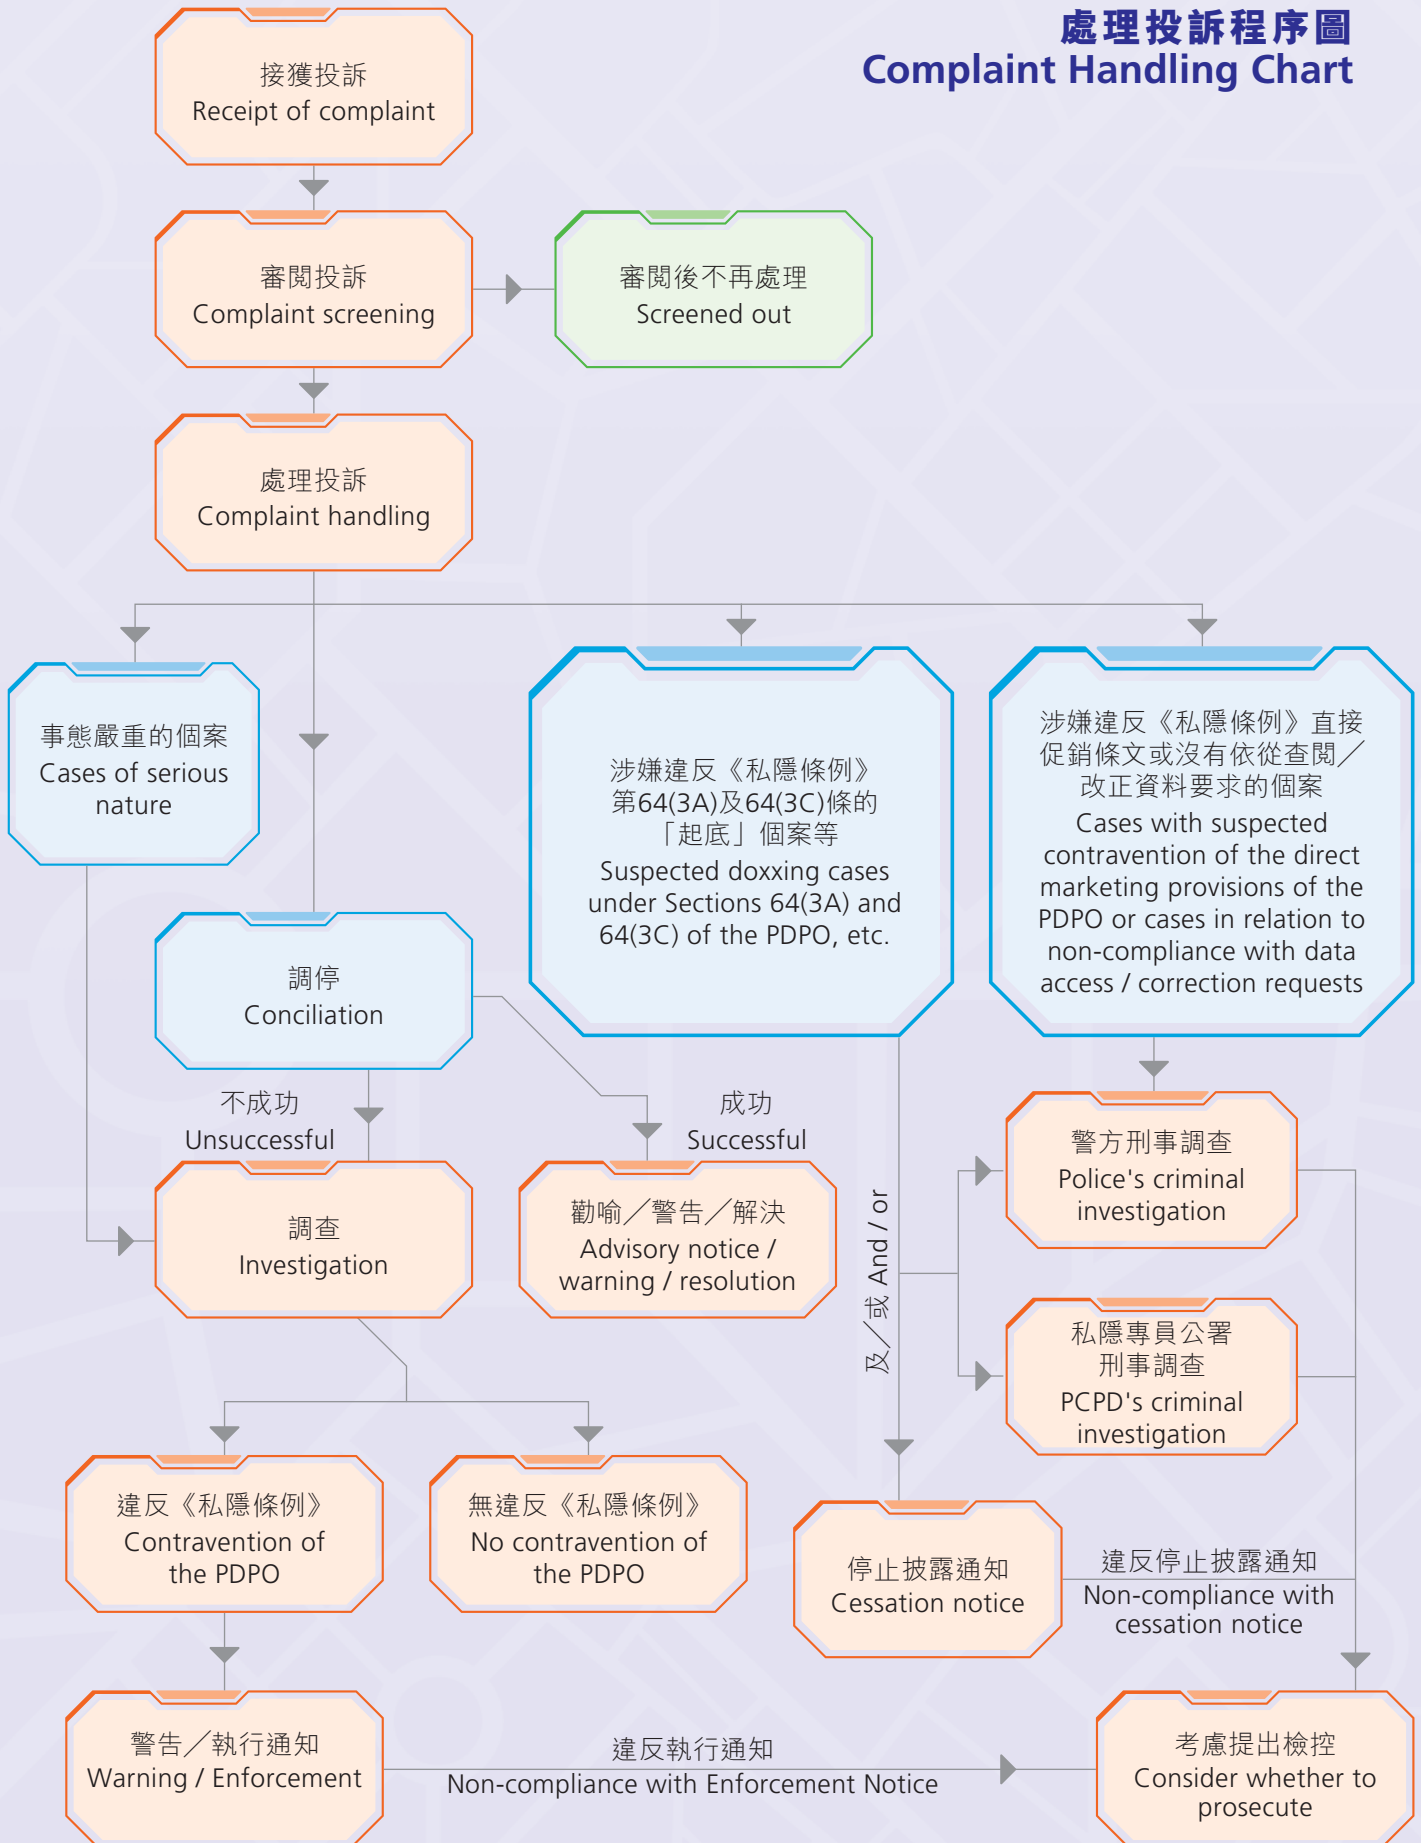 處理投訴程序圖
Complaint Handling Chart
接獲投訴
Receipt of complaint
審閱投訴
Complaint screening
審閱後不再處理
Screened out
處理投訴
Complaint handling
事態嚴重的個案
Cases of serious
nature
涉嫌違反《私隱條例》
第64(3A)及64(3C)條的
「起底」個案等
Suspected doxxing cases
under Sections 64(3A) and
64(3C) of the PDPO, etc.
涉嫌違反《私隱條例》直接
促銷條文或沒有依從查閱／
改正資料要求的個案
Cases with suspected
contravention of the direct
marketing provisions of the
PDPO or cases in relation to
non-compliance with data
access / correction requests
調停
Conciliation
不成功
Unsuccessful
成功
Successful
調查
Investigation
勸喻／警告／解決
Advisory notice /
warning / resolution
及／或 And / or
警方刑事調查
Police's criminal
investigation
私隱專員公署
刑事調查
PCPD's criminal
investigation
違反《私隱條例》
Contravention of
the PDPO
無違反《私隱條例》
No contravention of
the PDPO
停止披露通知
Cessation notice
違反停止披露通知
Non-compliance with
cessation notice
警告／執行通知
Warning / Enforcement
違反執行通知
Non-compliance with Enforcement Notice
考慮提出檢控
Consider whether to
prosecute